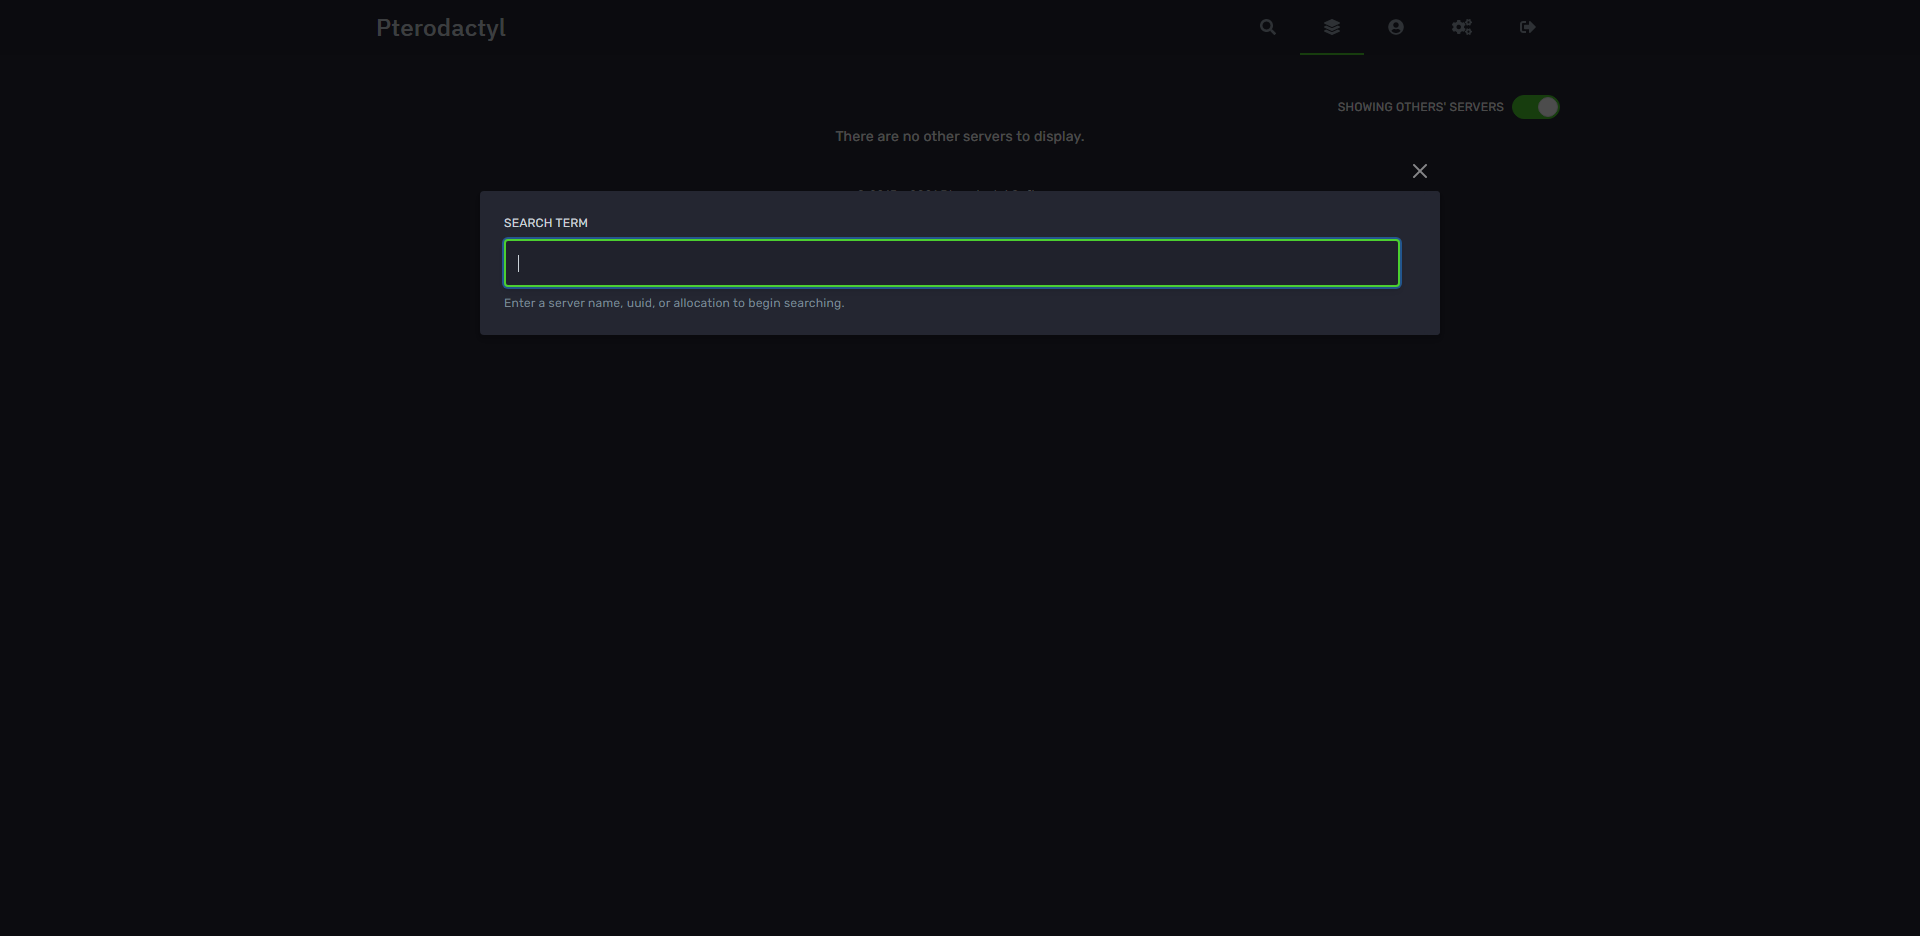 Pterodactyl
SHOWING OTHERS' SERVERS
There are no other servers to display.
SEARCH TERM
Enter a server name, uuid, or allocation to begin searching.